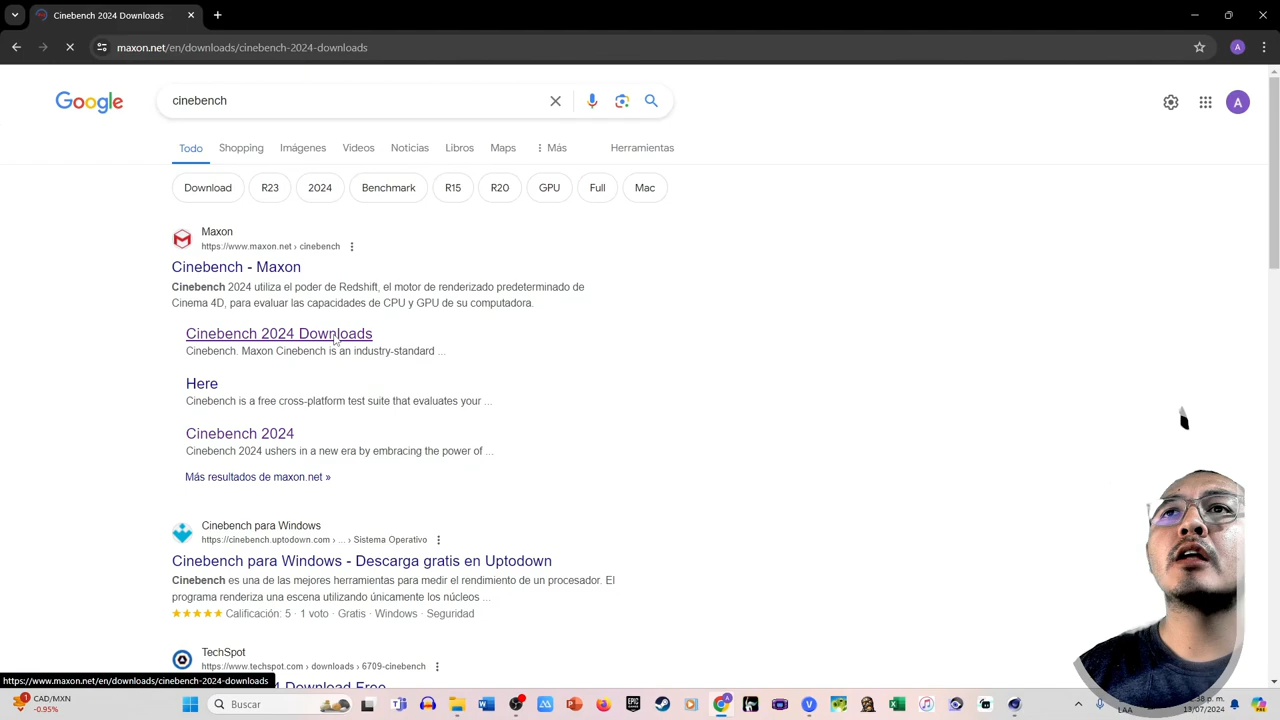 Cinebench 2024 Downloads
maxon.net/en/downloads/cinebench-2024-downloads
A
Google
cinebench
A
Todo
Shopping
Imágenes
Videos
Noticias
Libros
Maps
Más
Herramientas
Download
R23
2024
Benchmark
R15
R20
GPU
Full
Mac
Maxon
https://www.maxon.net › cinebench
Cinebench - Maxon
Cinebench 2024 utiliza el poder de Redshift, el motor de renderizado predeterminado de
Cinema 4D, para evaluar las capacidades de CPU y GPU de su computadora.
Cinebench 2024 Downloads
Cinebench. Maxon Cinebench is an industry-standard ...
Here
Cinebench is a free cross-platform test suite that evaluates your ...
Cinebench 2024
Cinebench 2024 ushers in a new era by embracing the power of ...
Más resultados de maxon.net »
Cinebench para Windows
https://cinebench.uptodown.com › ... › Sistema Operativo
Cinebench para Windows - Descarga gratis en Uptodown
Cinebench es una de las mejores herramientas para medir el rendimiento de un procesador. El
programa renderiza una escena utilizando únicamente los núcleos ...
Calificación: 5 · 1 voto · Gratis · Windows · Seguridad
TechSpot
https://www.techspot.com › downloads › 6709-cinebench
Download Free
https://www.maxon.net/en/downloads/cinebench-2024-downloads
CAD/MXN
-0.95%
Buscar
LAA
p. m.
13/07/2024